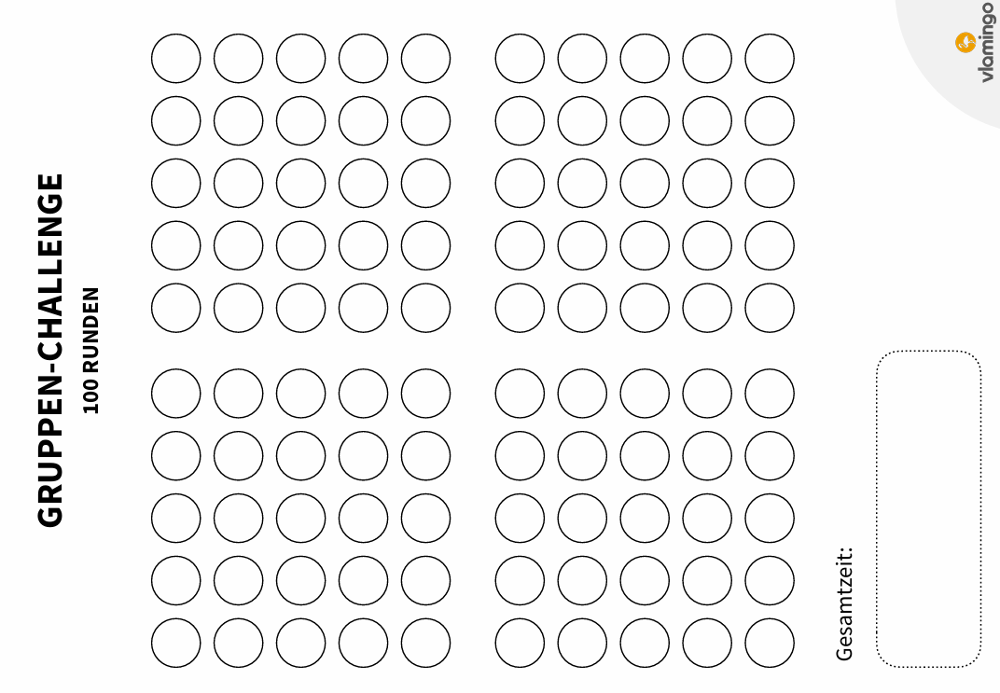 GRUPPEN-CHALLENGE
100 RUNDEN
Gesamtzeit:
vlamingo